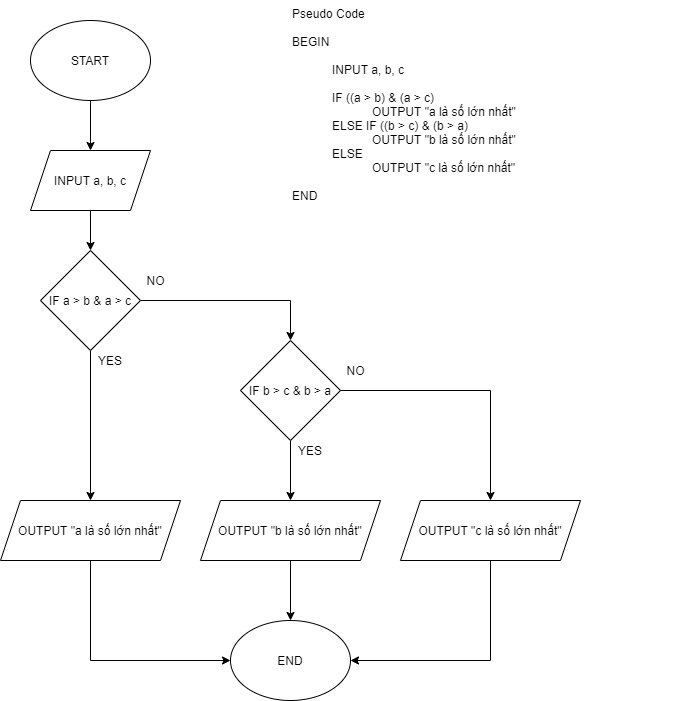 Pseudo Code
BEGIN
INPUT a, b, c
IF ((a > b) & (a > c)
OUTPUT "a là số lớn nhất"
ELSE IF ((b > c) & (b > a)
OUTPUT "b là số lớn nhất"
ELSE
OUTPUT "c là số lớn nhất"
END
START
INPUT a, b, c
IF a > b & a > c
NO
YES
IF b > c & b > a
NO
YES
OUTPUT "a là số lớn nhất"
OUTPUT "b là số lớn nhất"
OUTPUT "c là số lớn nhất"
END